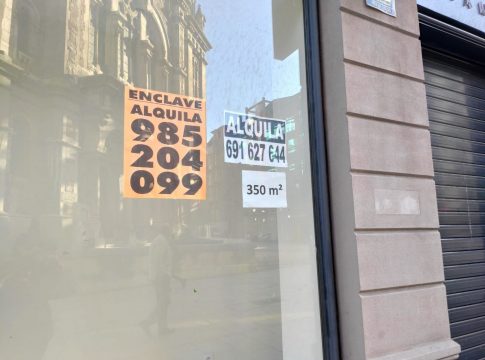 ENCLAVE
ALQUILA
985
204
099
ALQUILA
691 627 644
350 m²